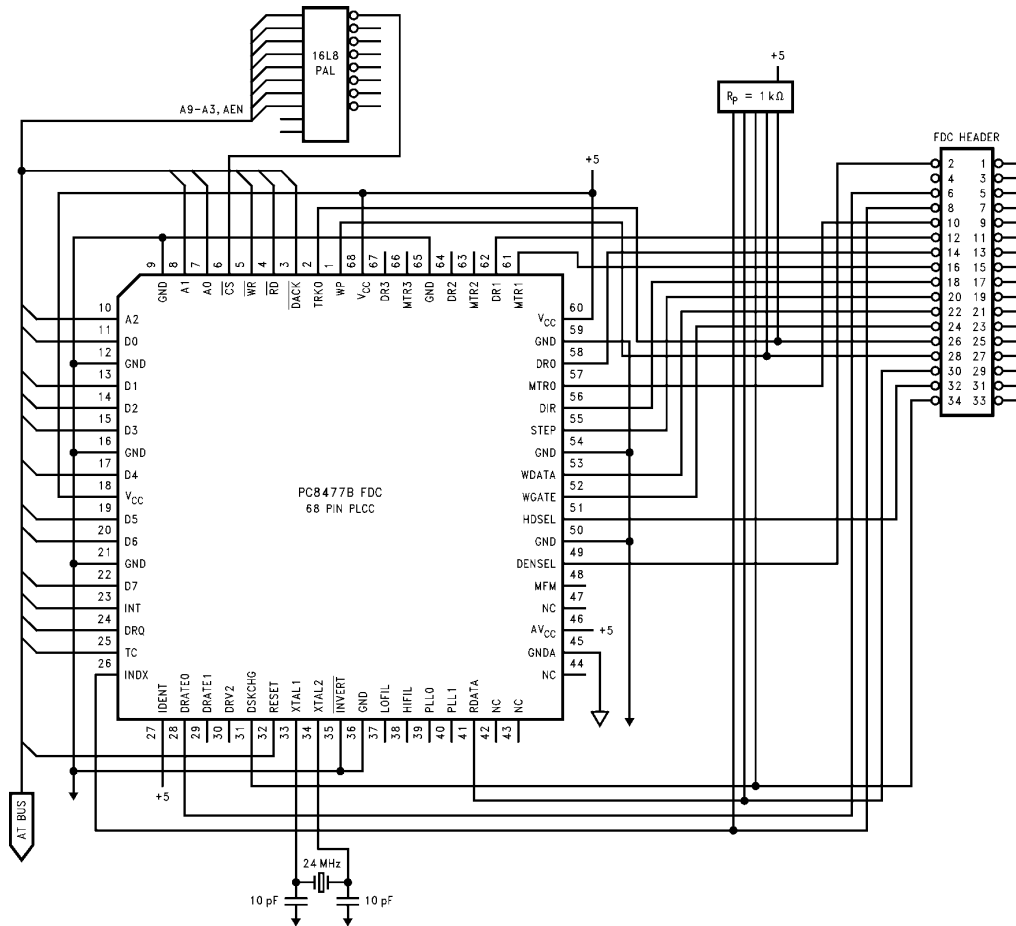 16L8
PAL
A9-A3, AEN
+5
R_P = 1 kΩ
+5
FDC HEADER
2 1
4 3
6 5
8 7
10 9
12 11
14 13
16 15
18 17
20 19
22 21
24 23
26 25
28 27
30 29
32 31
34 33
9 8 7 6 5 4 3 2 1 68 67 66 65 64 63 62 61
GND A1 A0 C̅S̅ W̅R̅ R̅D̅ D̅A̅C̅K̅ TRK0 WP V_CC DR3 MTR3 GND DR2 MTR2 DR1 MTR1
10 A2
11 D0
12 GND
13 D1
14 D2
15 D3
16 GND
17 D4
18 V_CC
19 D5
20 D6
21 GND
22 D7
23 INT
24 DRQ
25 TC
26 INDX
PC8477B FDC
68 PIN PLCC
V_CC 60
GND 59
DR0 58
MTR0 57
DIR 56
STEP 55
GND 54
WDATA 53
WGATE 52
HDSEL 51
GND 50
DENSEL 49
MFM 48
NC 47
AV_CC 46 +5
GNDA 45
NC 44
IDENT DRATE0 DRATE1 DRV2 DSKCHG RESET XTAL1 XTAL2 I̅N̅V̅E̅R̅T̅ GND LOFIL HIFIL PLL0 PLL1 RDATA NC NC
27 28 29 30 31 32 33 34 35 36 37 38 39 40 41 42 43
+5
AT BUS
24 MHz
10 pF 10 pF